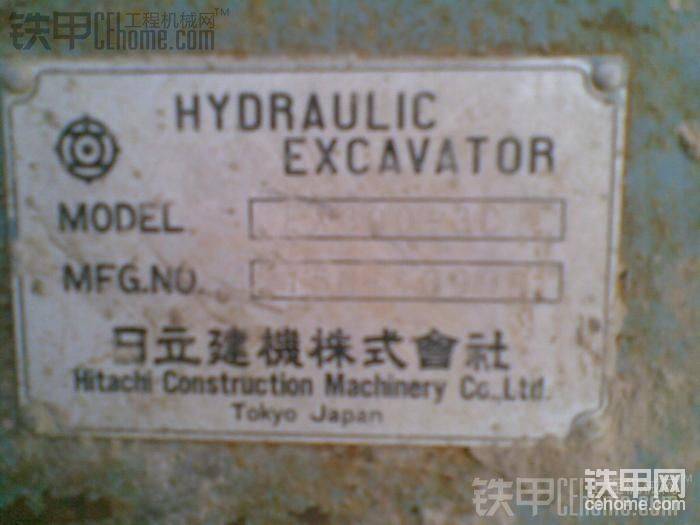 铁甲 工程机械网
CEhome.com
HYDRAULIC
EXCAVATOR
MODEL
MFG.NO.
日立建機株式會社
Hitachi Construction Machinery Co.,Ltd.
Tokyo Japan
铁甲网
CEhome.com